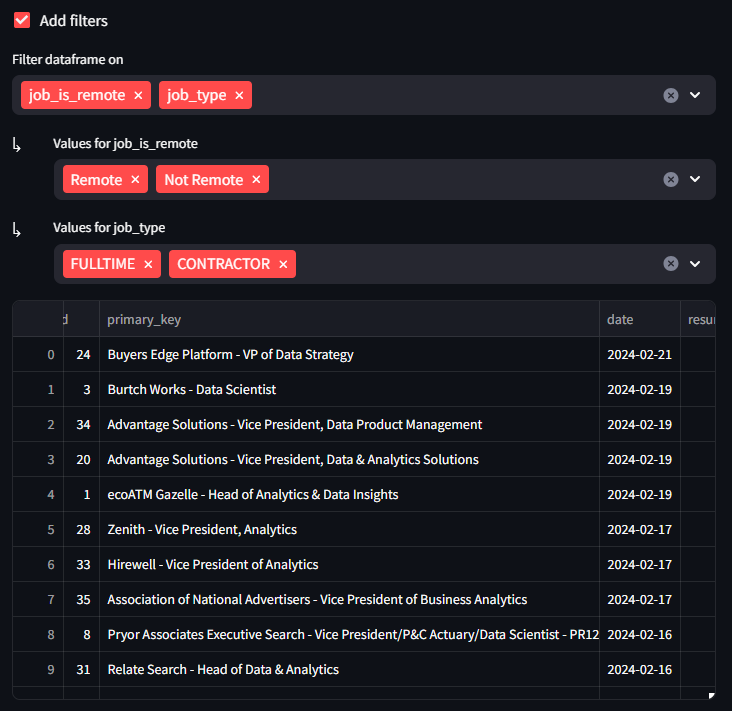 Add filters
Filter dataframe on
job_is_remote × job_type ×
Values for job_is_remote
Remote × Not Remote ×
Values for job_type
FULLTIME × CONTRACTOR ×
d primary_key date resu
0 24 Buyers Edge Platform - VP of Data Strategy 2024-02-21
1 3 Burtch Works - Data Scientist 2024-02-19
2 34 Advantage Solutions - Vice President, Data Product Management 2024-02-19
3 20 Advantage Solutions - Vice President, Data & Analytics Solutions 2024-02-19
4 1 ecoATM Gazelle - Head of Analytics & Data Insights 2024-02-19
5 28 Zenith - Vice President, Analytics 2024-02-17
6 33 Hirewell - Vice President of Analytics 2024-02-17
7 35 Association of National Advertisers - Vice President of Business Analytics 2024-02-17
8 8 Pryor Associates Executive Search - Vice President/P&C Actuary/Data Scientist - PR12 2024-02-16
9 31 Relate Search - Head of Data & Analytics 2024-02-16